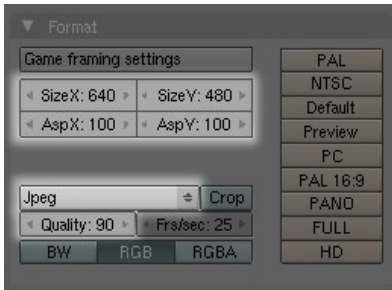 Format
Game framing settings
SizeX: 640 SizeY: 480
AspX: 100 AspY: 100
Jpeg Crop
Quality: 90 Frs/sec: 25
BW RGB RGBA
PAL
NTSC
Default
Preview
PC
PAL 16:9
PANO
FULL
HD